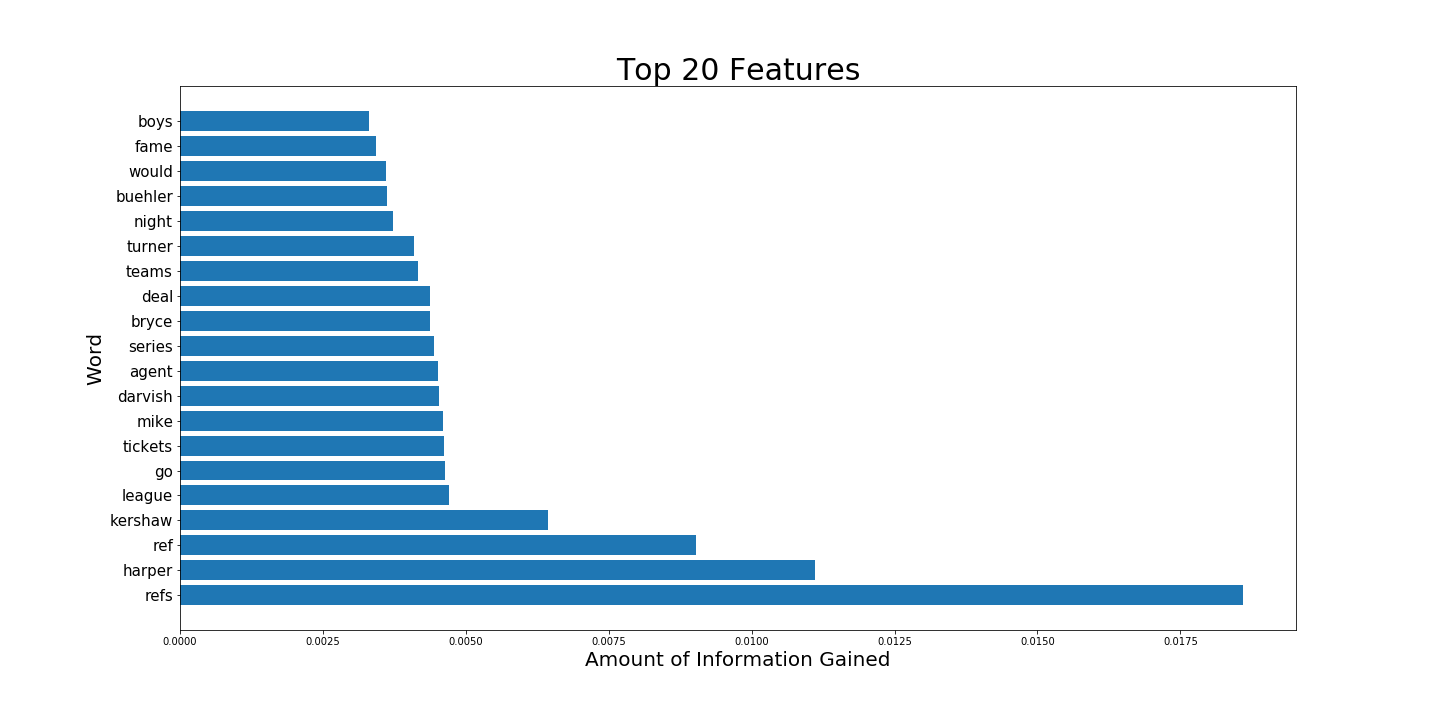 Top 20 Features
boys
fame
would
buehler
night
turner
teams
deal
bryce
series
agent
darvish
mike
tickets
go
league
kershaw
ref
harper
refs
Word
0.0000 0.0025 0.0050 0.0075 0.0100 0.0125 0.0150 0.0175
Amount of Information Gained